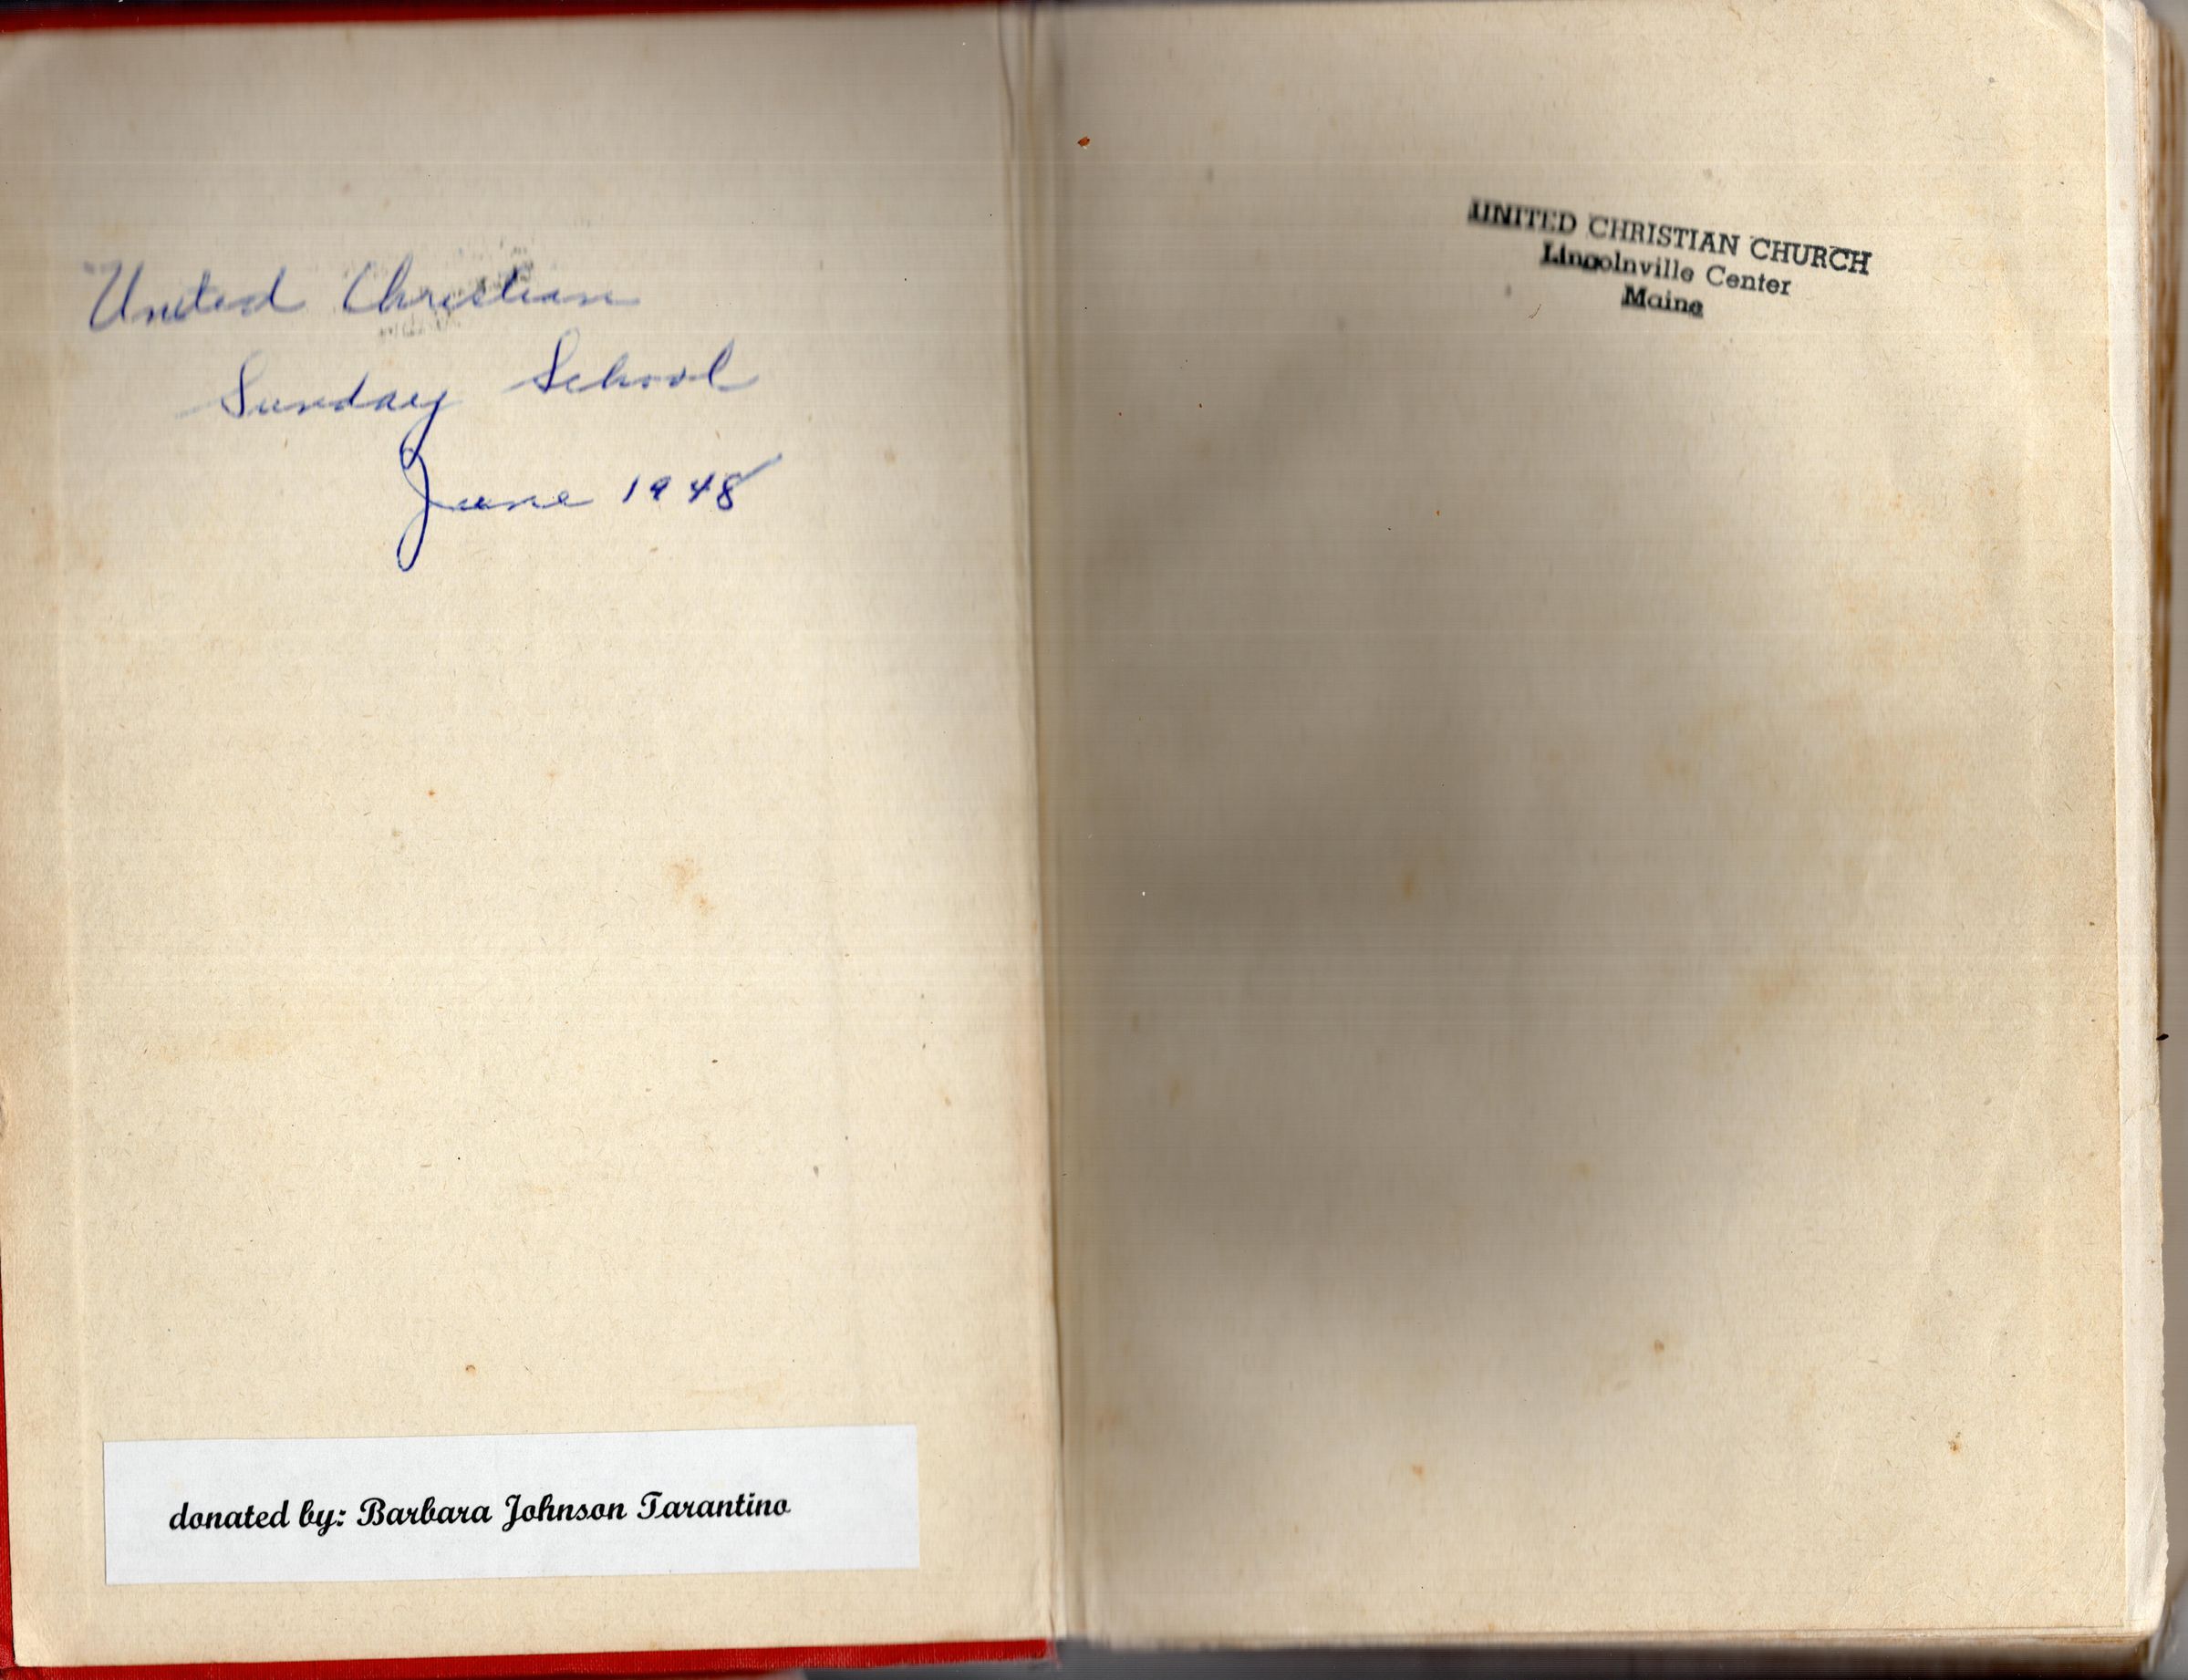 United Christian
Sunday School
June 1948
donated by: Barbara Johnson Tarantino
UNITED CHRISTIAN CHURCH
Lincolnville Center
Maine